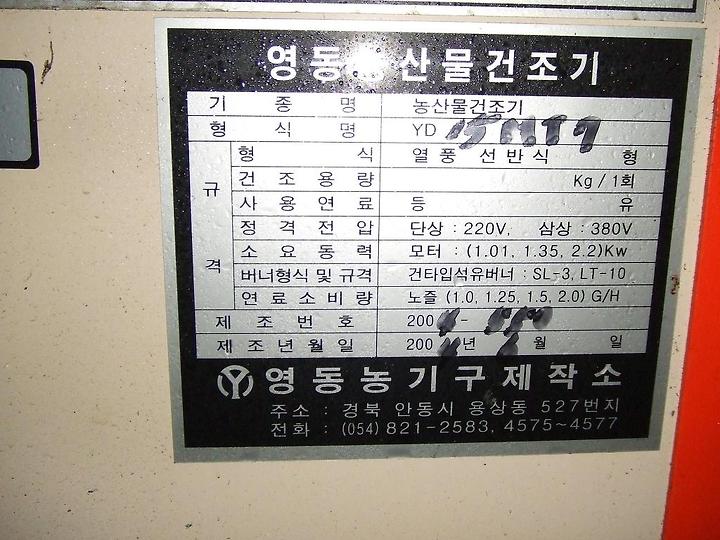 영동농산물건조기
기 종 명 농산물건조기
형 식 명 YD
규격
형 식 열풍 선반식 형
건 조 용 량 Kg / 1회
사 용 연 료 등 유
정 격 전 압 단상 : 220V, 삼상 : 380V
소 요 동 력 모터 : (1.01, 1.35, 2.2)Kw
버너형식 및 규격 건타입석유버너 : SL-3, LT-10
연 료 소 비 량 노즐 (1.0, 1.25, 1.5, 2.0) G/H
제 조 번 호 200 -
제 조 년 월 일 200 년 월 일
영동농기구제작소
주소 : 경북 안동시 용상동 527번지
전화 : (054) 821-2583, 4575~4577